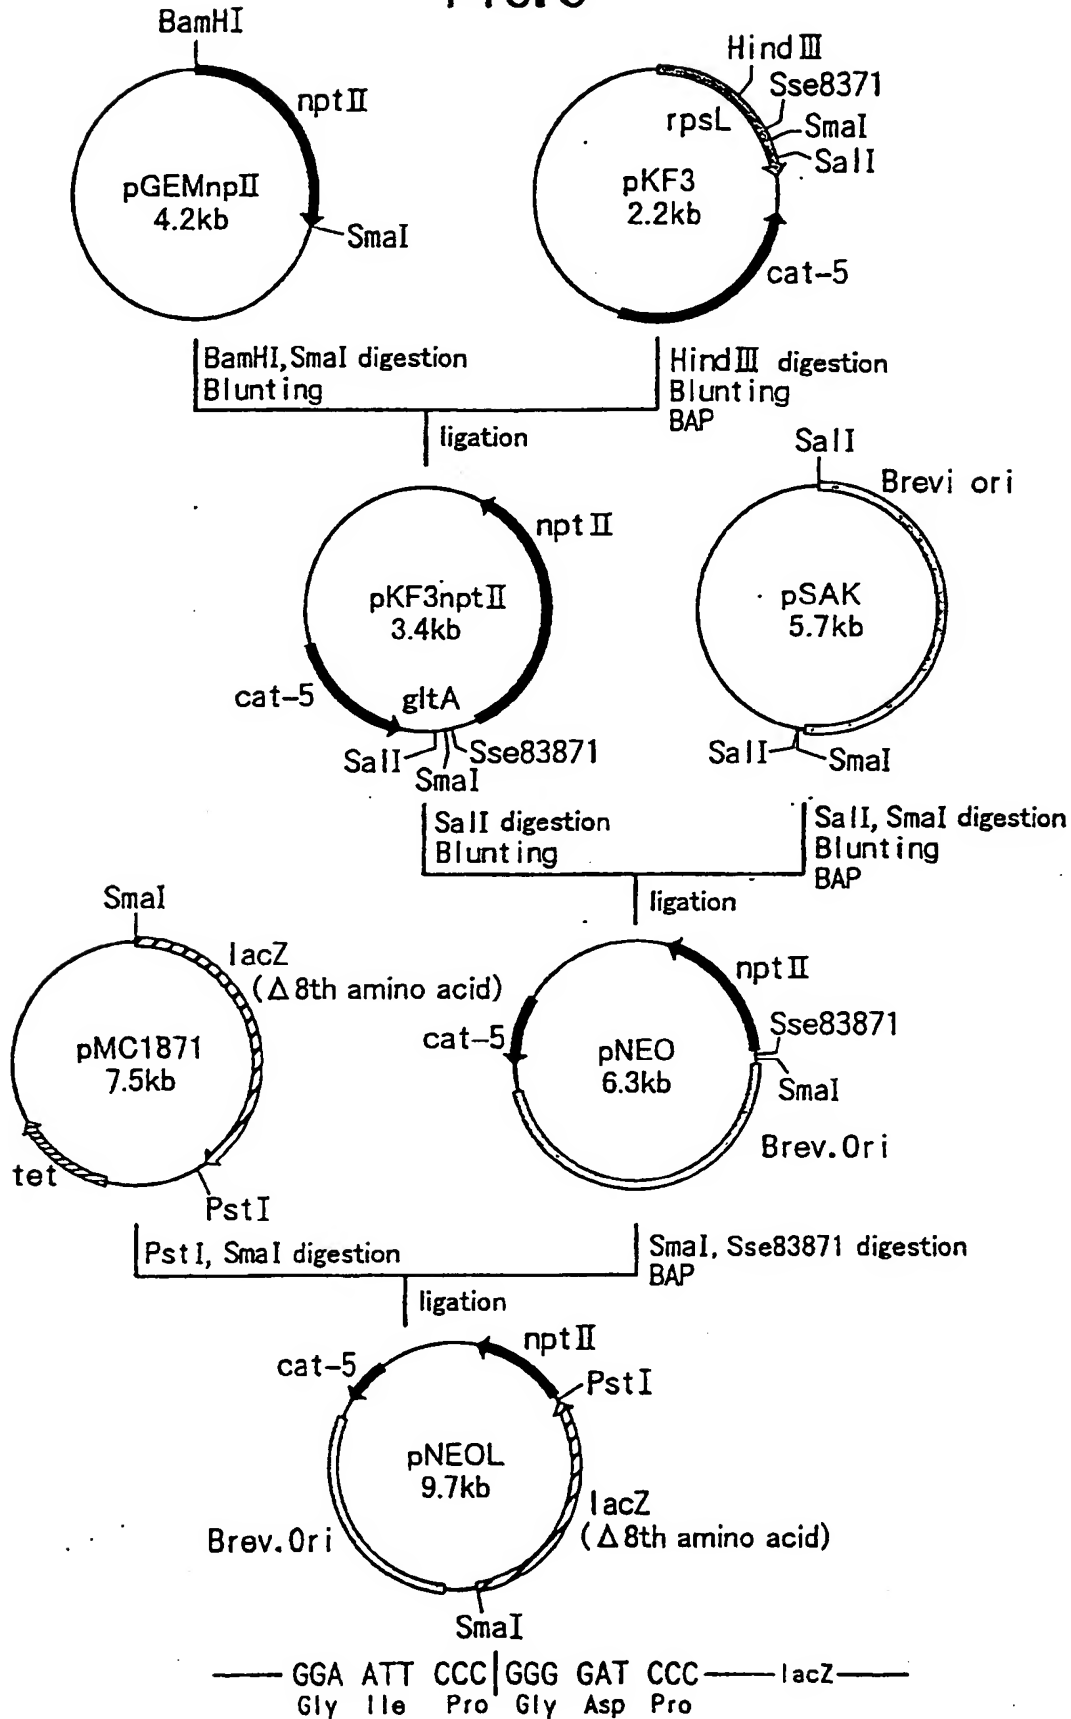 BamHI
nptⅡ
pGEMnpⅡ
4.2kb
SmaI
HindⅢ
Sse8371
rpsL
SmaI
SalI
pKF3
2.2kb
cat-5
BamHI, SmaI digestion
Blunting
HindⅢ digestion
Blunting
BAP
ligation
nptⅡ
pKF3nptⅡ
3.4kb
cat-5
gltA
SalI
SmaI
Sse83871
SalI
Brevi ori
pSAK
5.7kb
SalI
SmaI
SalI digestion
Blunting
SalI, SmaI digestion
Blunting
BAP
ligation
SmaI
lacZ
(Δ8th amino acid)
pMC1871
7.5kb
tet
PstI
nptⅡ
cat-5
Sse83871
pNEO
6.3kb
SmaI
Brev.Ori
PstI, SmaI digestion
SmaI, Sse83871 digestion
BAP
ligation
nptⅡ
cat-5
PstI
pNEOL
9.7kb
lacZ
(Δ8th amino acid)
Brev.Ori
SmaI
GGA ATT CCC|GGG GAT CCC lacZ
Gly Ile Pro Gly Asp Pro